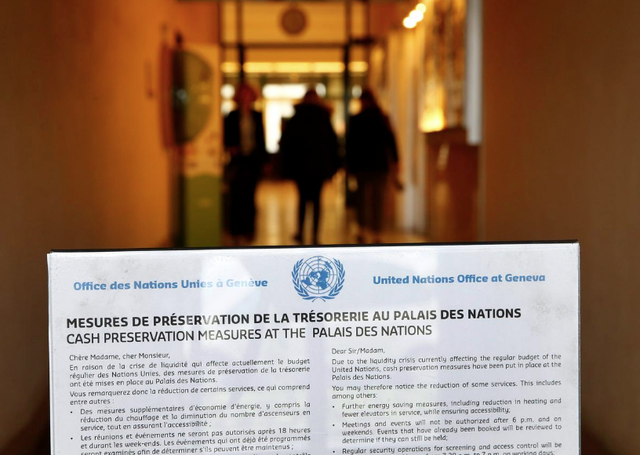 Office des Nations Unies à Genève
United Nations Office at Geneva
MESURES DE PRÉSERVATION DE LA TRÉSORERIE AU PALAIS DES NATIONS
CASH PRESERVATION MEASURES AT THE PALAIS DES NATIONS
Chère Madame, cher Monsieur,
En raison de la crise de liquidité qui affecte actuellement le budget
régulier des Nations Unies, des mesures de préservation de la trésorerie
ont été mises en place au Palais des Nations.
Vous remarquerez donc la réduction de certains services, ce qui comprend
entre autres :
• Des mesures supplémentaires d'économie d'énergie, y compris la
réduction du chauffage et la diminution du nombre d'ascenseurs en
service, tout en assurant l'accessibilité ;
• Les réunions et événements ne seront pas autorisés après 18 heures
et durant les week-ends. Les événements qui ont déjà été programmés
seront examinés afin de déterminer s'ils peuvent être maintenus ;
Dear Sir/Madam,
Due to the liquidity crisis currently affecting the regular budget of the
United Nations, cash preservation measures have been put in place at the
Palais des Nations.
You may therefore notice the reduction of some services. This includes
among others:
• Further energy saving measures, including reduction in heating and
fewer elevators in service, while ensuring accessibility;
• Meetings and events will not be authorized after 6 p.m. and on
weekends. Events that have already been booked will be reviewed to
determine if they can still be held;
• Regular security operations for screening and access control will be